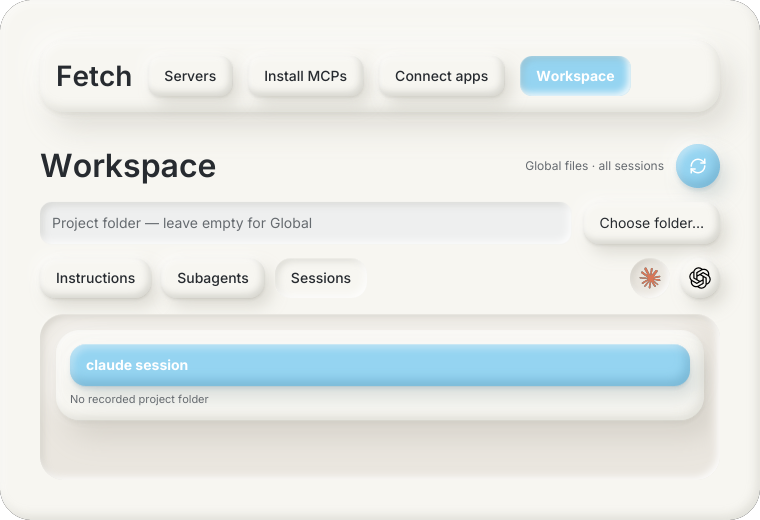 Fetch
Servers
Install MCPs
Connect apps
Workspace
Workspace
Global files · all sessions
Project folder — leave empty for Global
Choose folder...
Instructions
Subagents
Sessions
claude session
No recorded project folder